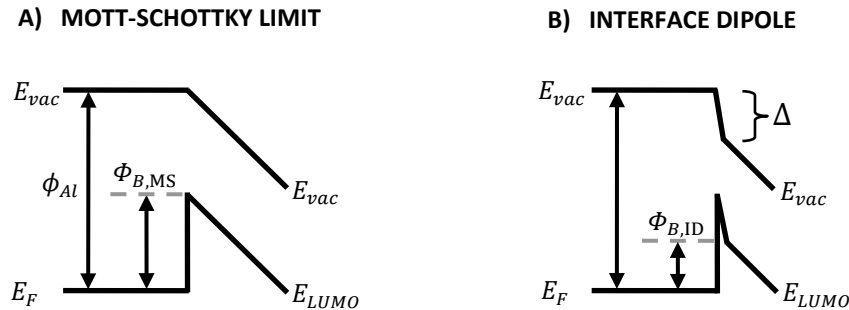 A) MOTT-SCHOTTKY LIMIT
E_vac
ϕ_Al
Φ_B,MS
E_vac
E_F
E_LUMO
B) INTERFACE DIPOLE
E_vac
Δ
E_vac
Φ_B,ID
E_F
E_LUMO